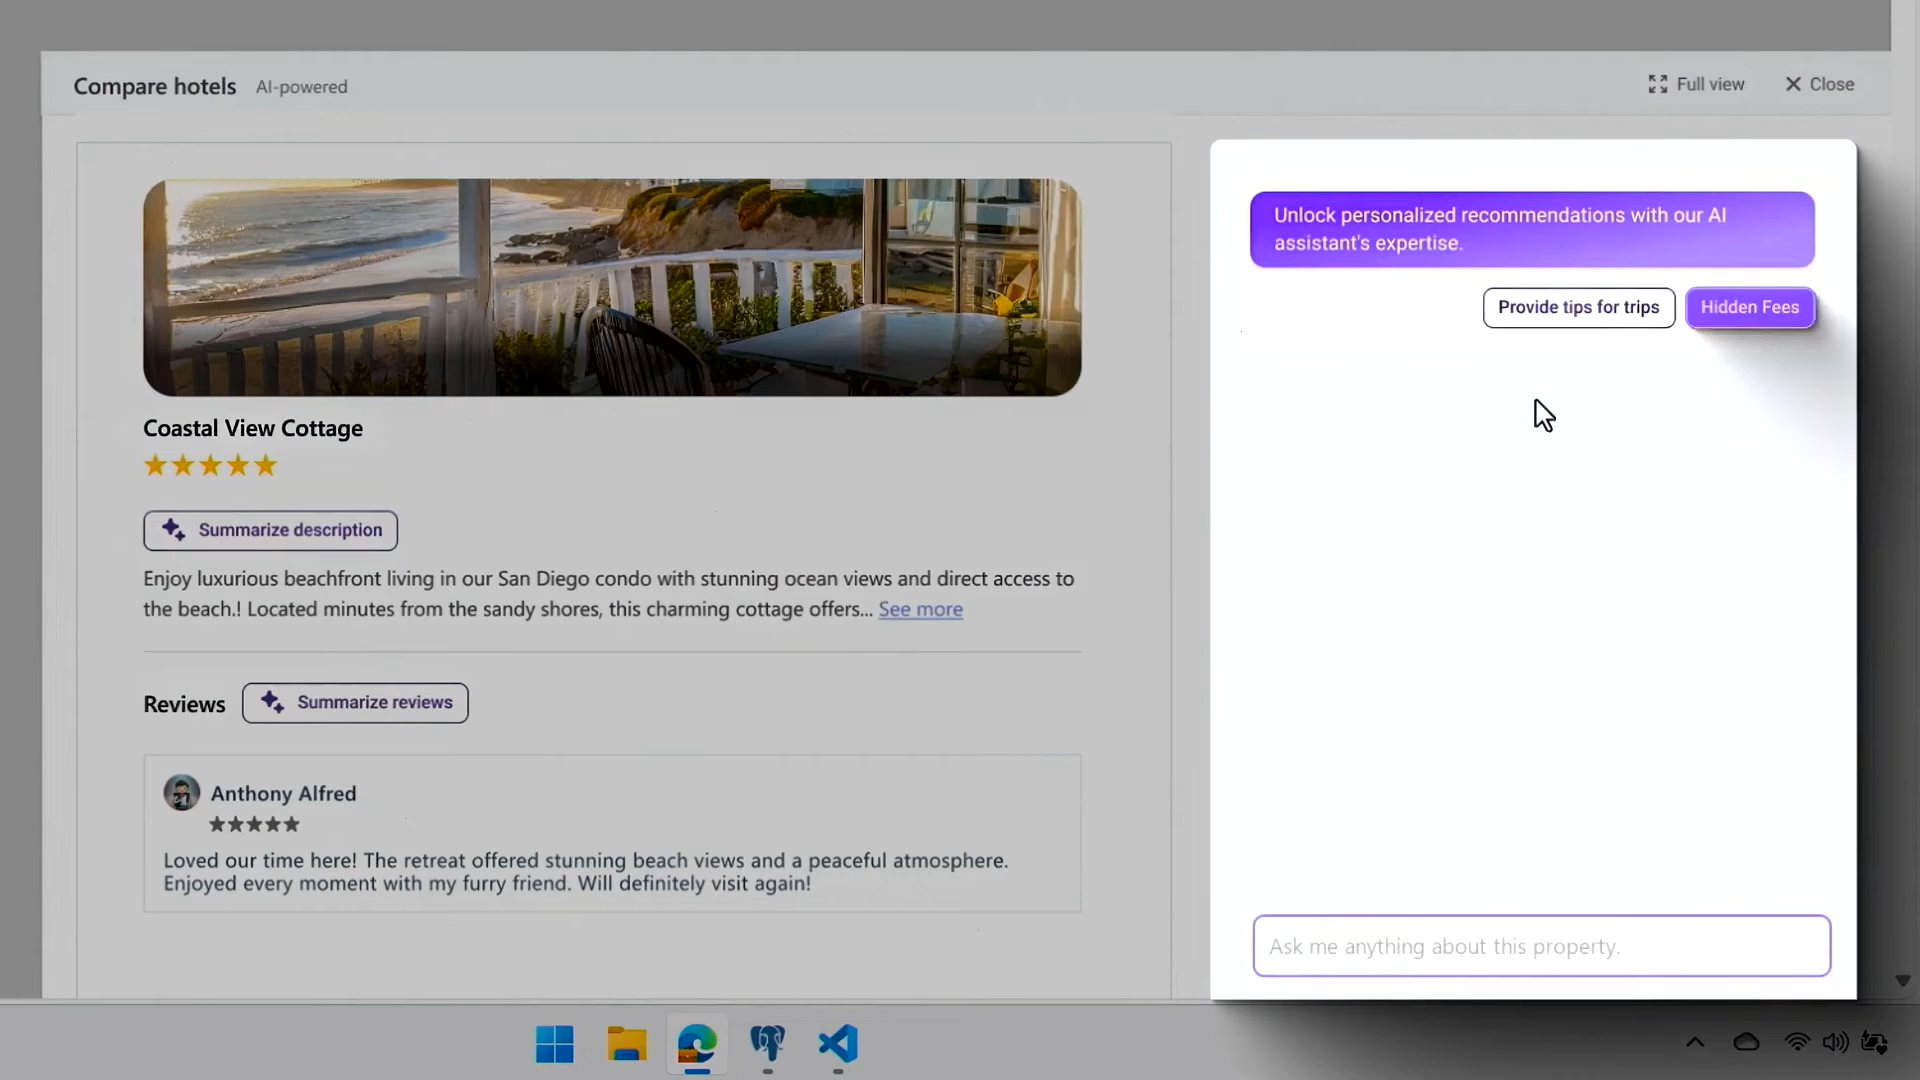 Compare hotels AI-powered
Full view Close
Unlock personalized recommendations with our AI
assistant's expertise.
Provide tips for trips Hidden Fees
Coastal View Cottage
Summarize description
Enjoy luxurious beachfront living in our San Diego condo with stunning ocean views and direct access to
the beach.! Located minutes from the sandy shores, this charming cottage offers... See more
Reviews Summarize reviews
Anthony Alfred
Loved our time here! The retreat offered stunning beach views and a peaceful atmosphere.
Enjoyed every moment with my furry friend. Will definitely visit again!
Ask me anything about this property.